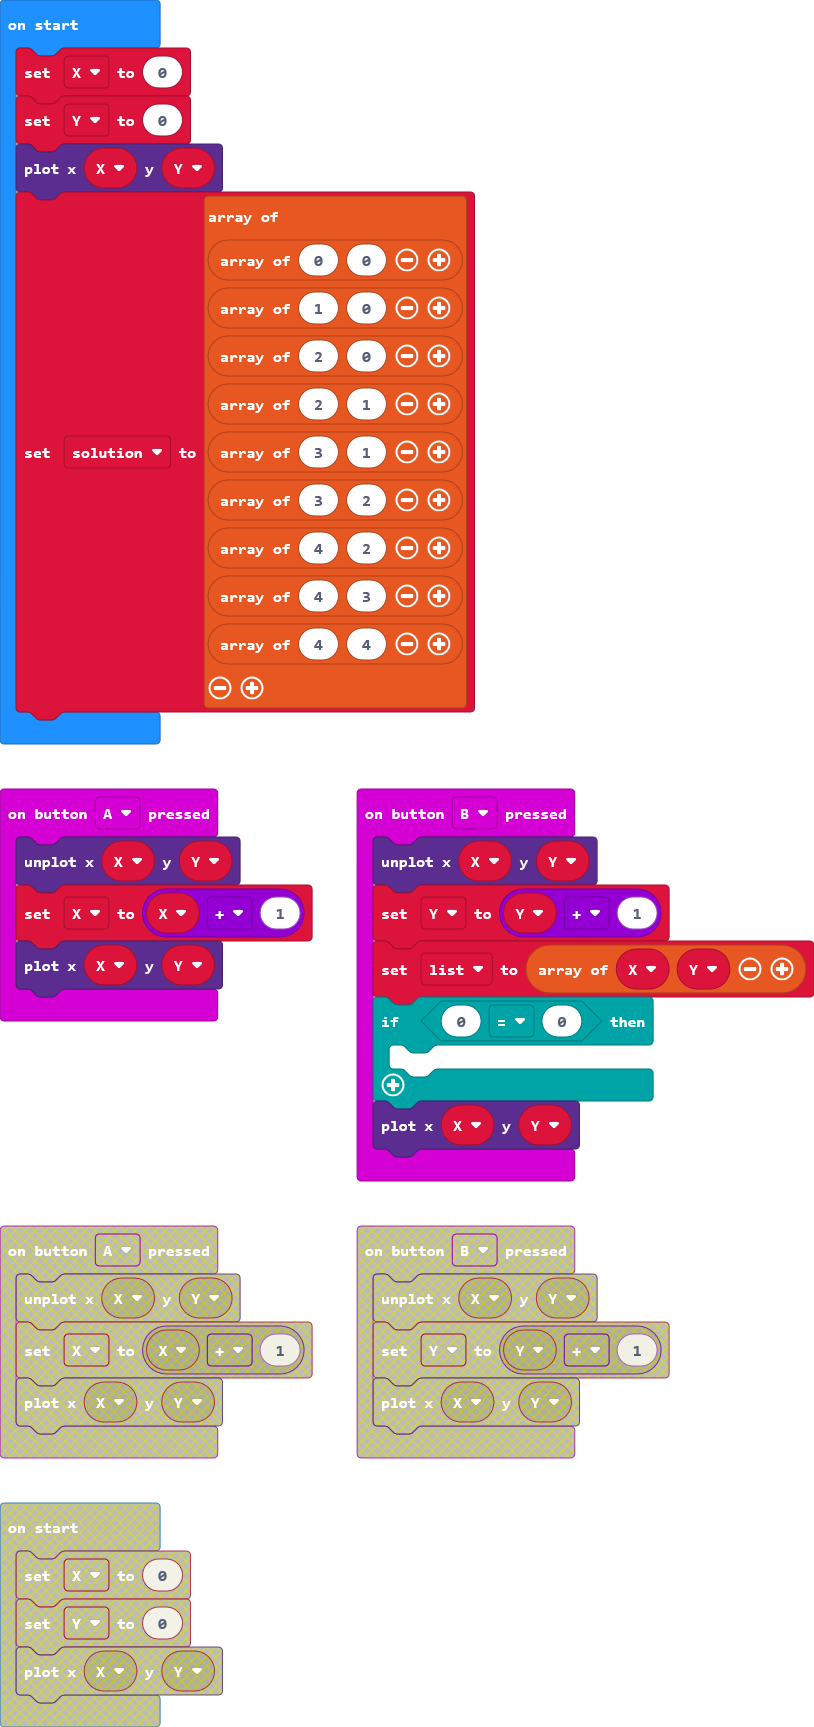 on start
set X to 0
set Y to 0
plot x X y Y
array of
array of 0 0
array of 1 0
array of 2 0
array of 2 1
set solution to array of 3 1
array of 3 2
array of 4 2
array of 4 3
array of 4 4
on button A pressed
unplot x X y Y
set X to X + 1
plot x X y Y
on button B pressed
unplot x X y Y
set Y to Y + 1
set list to array of X Y
if 0 = 0 then
plot x X y Y
on button A pressed
unplot x X y Y
set X to X + 1
plot x X y Y
on button B pressed
unplot x X y Y
set Y to Y + 1
plot x X y Y
on start
set X to 0
set Y to 0
plot x X y Y